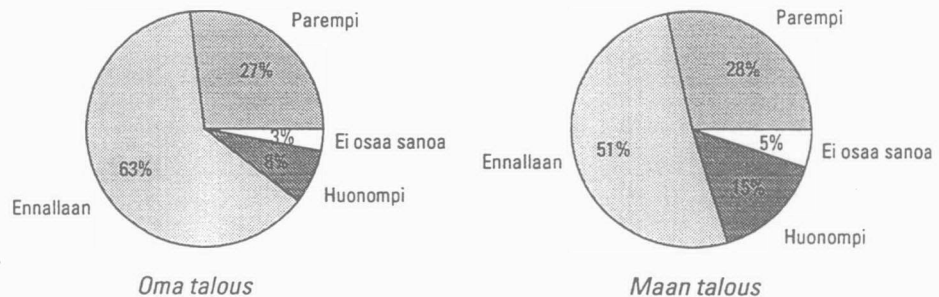 Parempi
27%
3%
Ei osaa sanoa
8%
Huonompi
63%
Ennallaan
Oma talous
Parempi
28%
5%
Ei osaa sanoa
15%
Huonompi
51%
Ennallaan
Maan talous